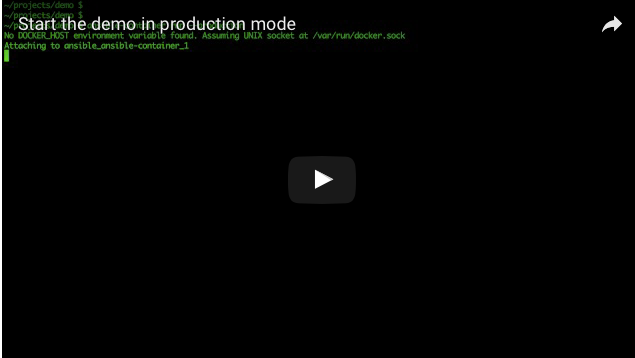 ~/projects/demo $
Start the demo in production mode
~/projects/demo $
No DOCKER_HOST environment variable found. Assuming UNIX socket at /var/run/docker.sock
Attaching to ansible_ansible-container_1